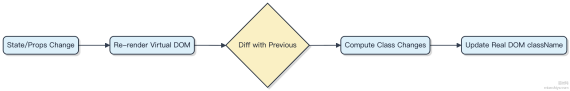 State/Props Change
Re-render Virtual DOM
Diff with Previous
Compute Class Changes
Update Real DOM className